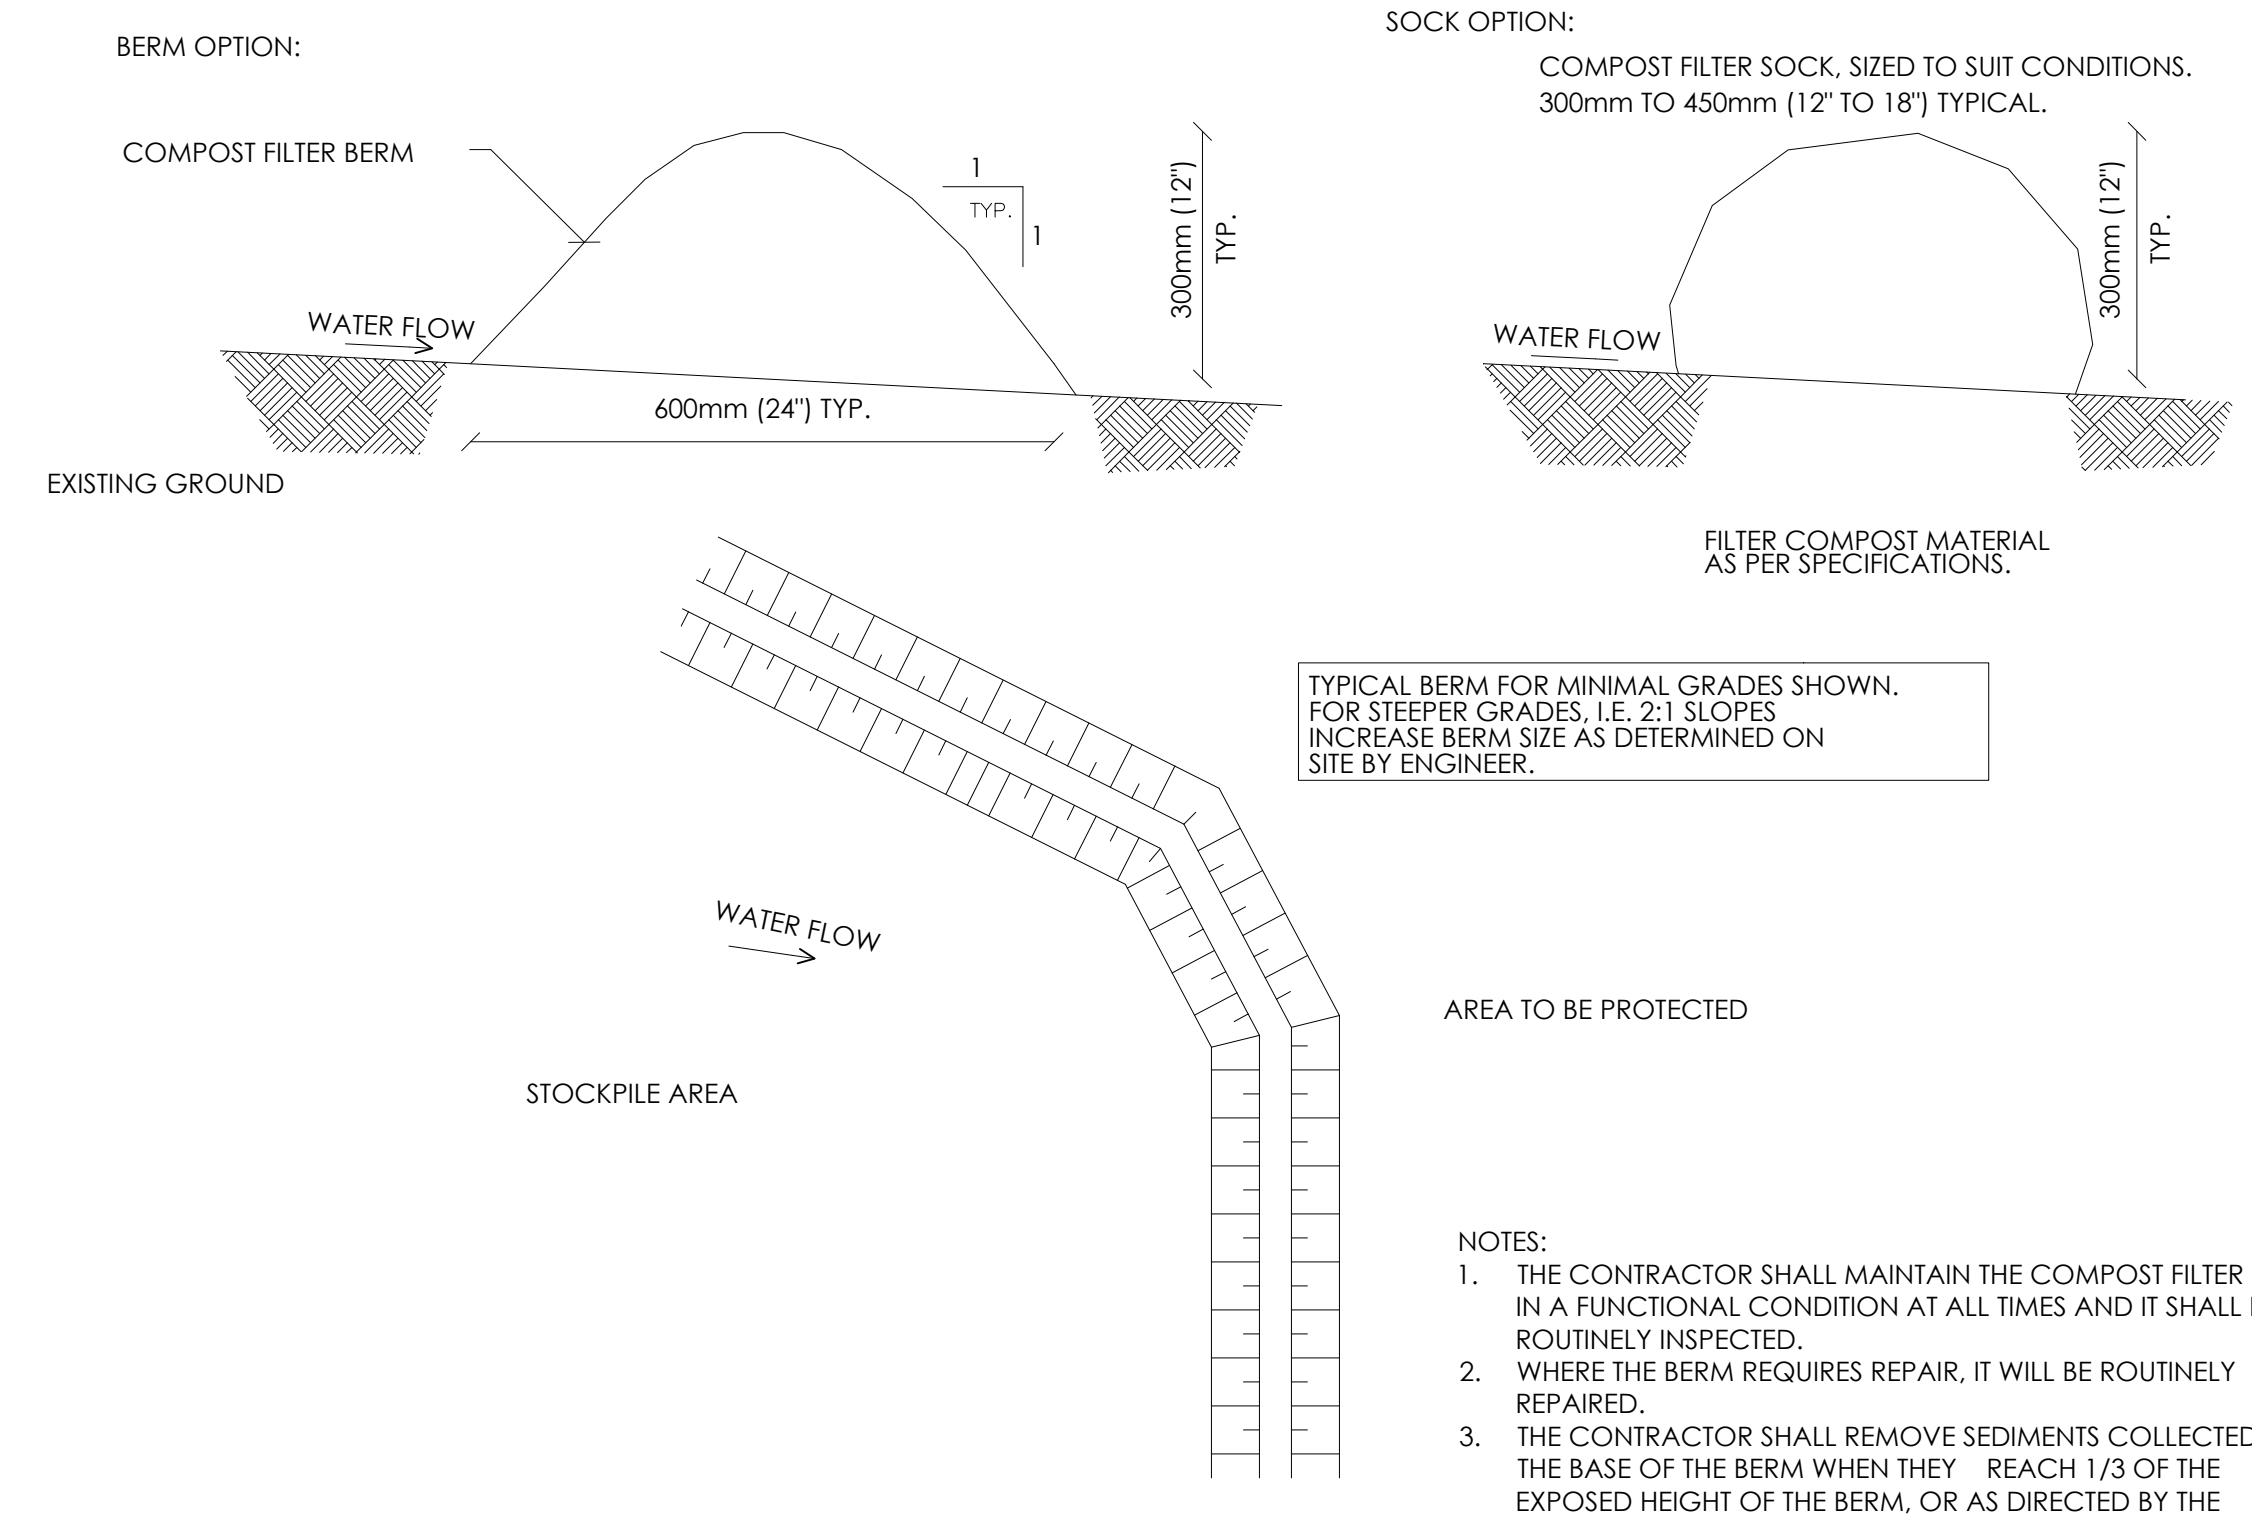 BERM OPTION:
COMPOST FILTER BERM
1
TYP.
1
300mm (12")
TYP.
WATER FLOW
600mm (24") TYP.
EXISTING GROUND
SOCK OPTION:
COMPOST FILTER SOCK, SIZED TO SUIT CONDITIONS.
300mm TO 450mm (12" TO 18") TYPICAL.
300mm (12")
TYP.
WATER FLOW
FILTER COMPOST MATERIAL
AS PER SPECIFICATIONS.
TYPICAL BERM FOR MINIMAL GRADES SHOWN.
FOR STEEPER GRADES, I.E. 2:1 SLOPES
INCREASE BERM SIZE AS DETERMINED ON
SITE BY ENGINEER.
WATER FLOW
AREA TO BE PROTECTED
STOCKPILE AREA
NOTES:
1. THE CONTRACTOR SHALL MAINTAIN THE COMPOST FILTER
IN A FUNCTIONAL CONDITION AT ALL TIMES AND IT SHALL
ROUTINELY INSPECTED.
2. WHERE THE BERM REQUIRES REPAIR, IT WILL BE ROUTINELY
REPAIRED.
3. THE CONTRACTOR SHALL REMOVE SEDIMENTS COLLECTED
THE BASE OF THE BERM WHEN THEY REACH 1/3 OF THE
EXPOSED HEIGHT OF THE BERM, OR AS DIRECTED BY THE